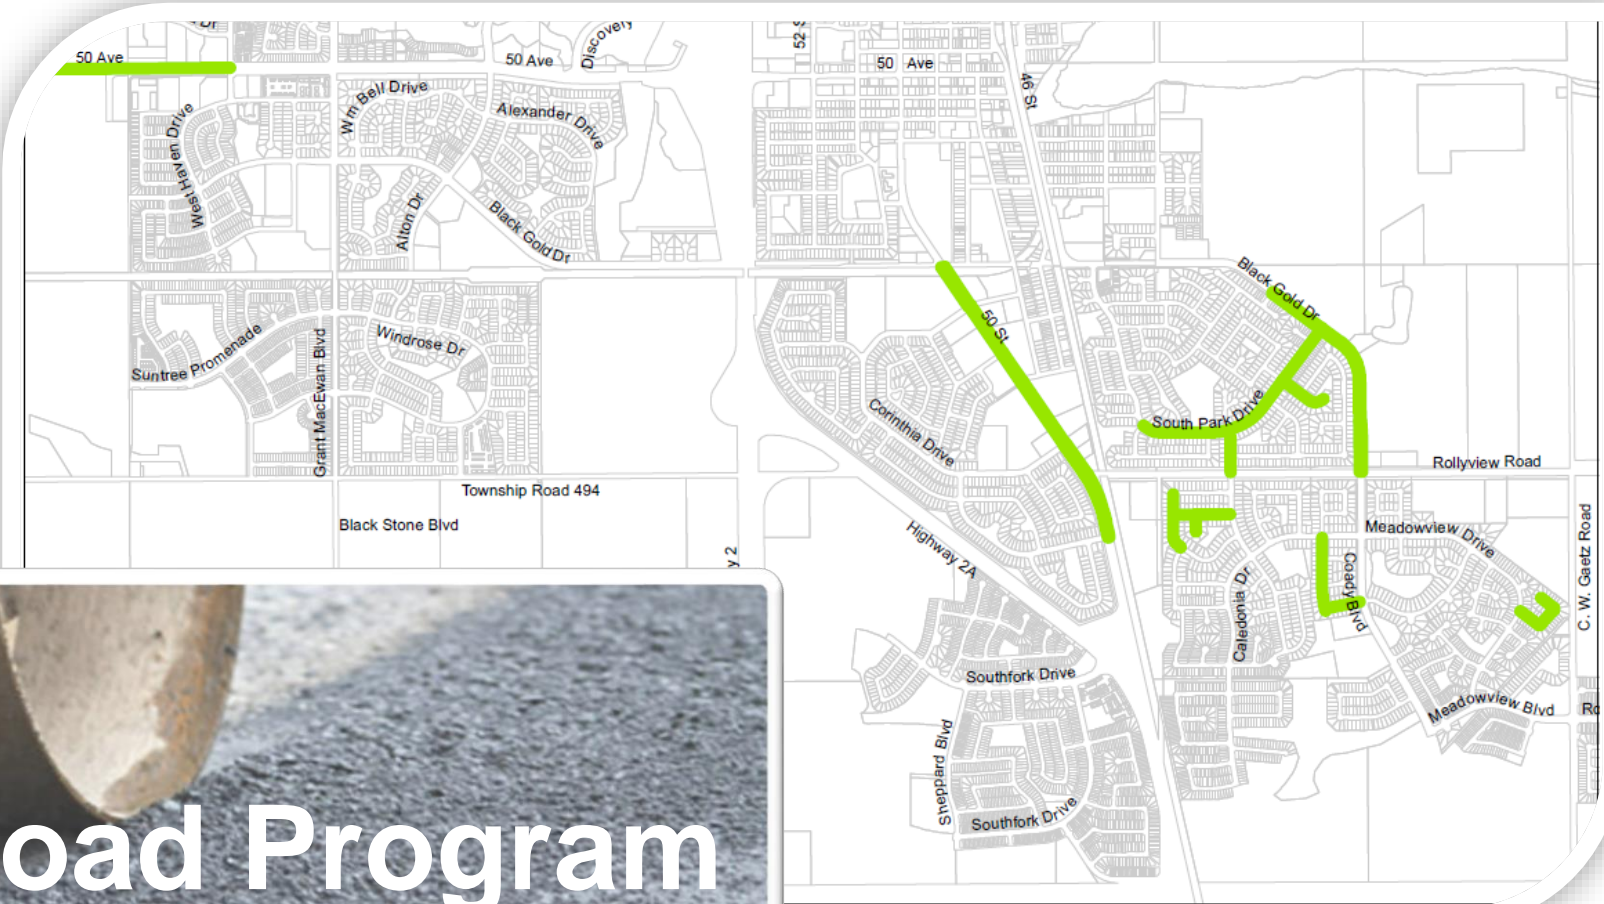 50 Ave
50 Ave
Discovery
52 S
50 Ave
46 St
Wm Bell Drive
Alexander Drive
West Haven Drive
Alton Dr
Black Gold Dr
Black Gold Dr
50 St
Suntree Promenade
Grant MacEwan Blvd
Windrose Dr
Corinthia Drive
South Park Drive
Rollyview Road
Township Road 494
Black Stone Blvd
Highway 2A
y 2
Meadowview Drive
Coady Blvd
C. W. Gaetz Road
Caledonia Dr
Southfork Drive
Meadowview Blvd
Sheppard Blvd
Southfork Drive
oad Program